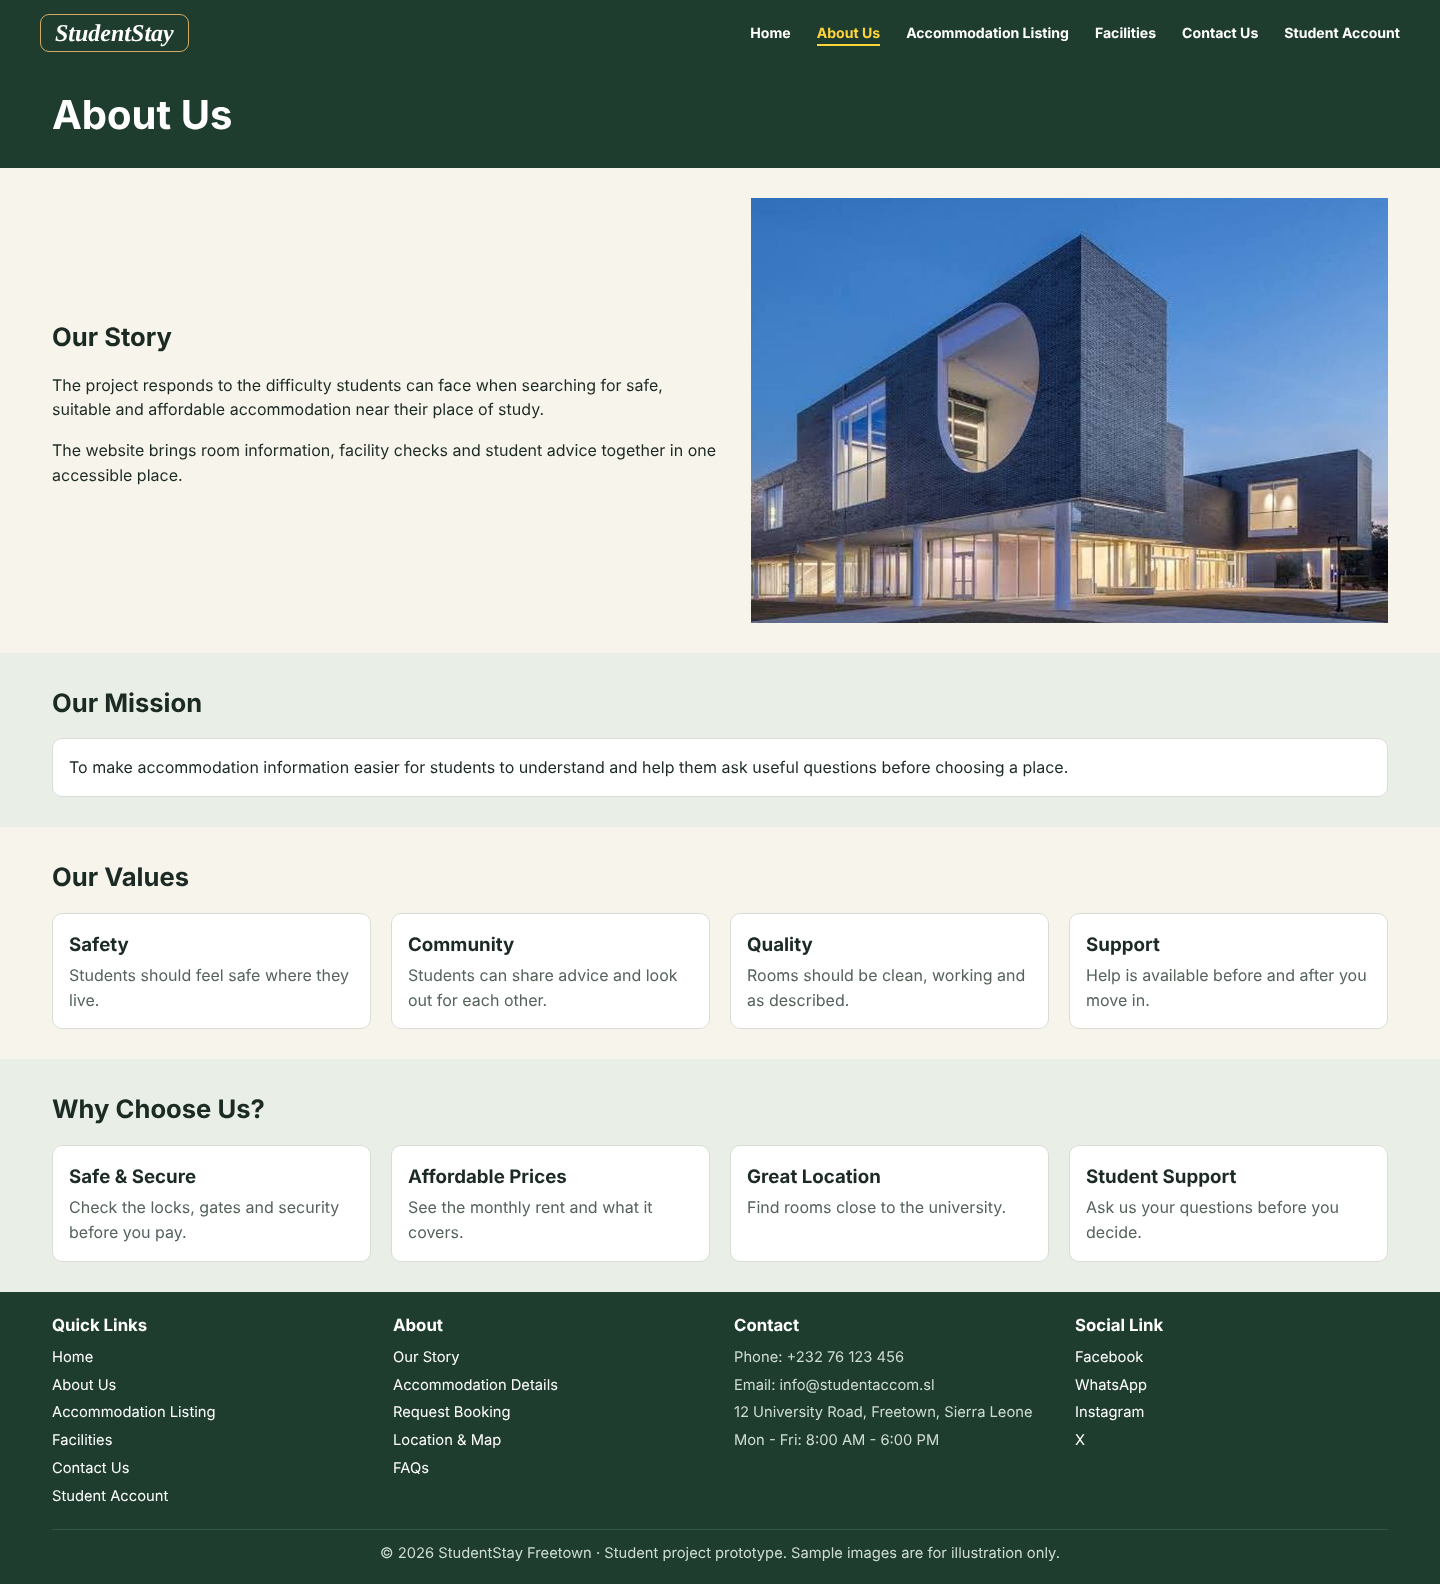 StudentStay
Home
About Us
Accommodation Listing
Facilities
Contact Us
Student Account
About Us
Our Story
The project responds to the difficulty students can face when searching for safe,
suitable and affordable accommodation near their place of study.
The website brings room information, facility checks and student advice together in one
accessible place.
Our Mission
To make accommodation information easier for students to understand and help them ask useful questions before choosing a place.
Our Values
Safety
Students should feel safe where they
live.
Community
Students can share advice and look
out for each other.
Quality
Rooms should be clean, working and
as described.
Support
Help is available before and after you
move in.
Why Choose Us?
Safe & Secure
Check the locks, gates and security
before you pay.
Affordable Prices
See the monthly rent and what it
covers.
Great Location
Find rooms close to the university.
Student Support
Ask us your questions before you
decide.
Quick Links
Home
About Us
Accommodation Listing
Facilities
Contact Us
Student Account
About
Our Story
Accommodation Details
Request Booking
Location & Map
FAQs
Contact
Phone: +232 76 123 456
Email: info@studentaccom.sl
12 University Road, Freetown, Sierra Leone
Mon - Fri: 8:00 AM - 6:00 PM
Social Link
Facebook
WhatsApp
Instagram
X
© 2026 StudentStay Freetown · Student project prototype. Sample images are for illustration only.